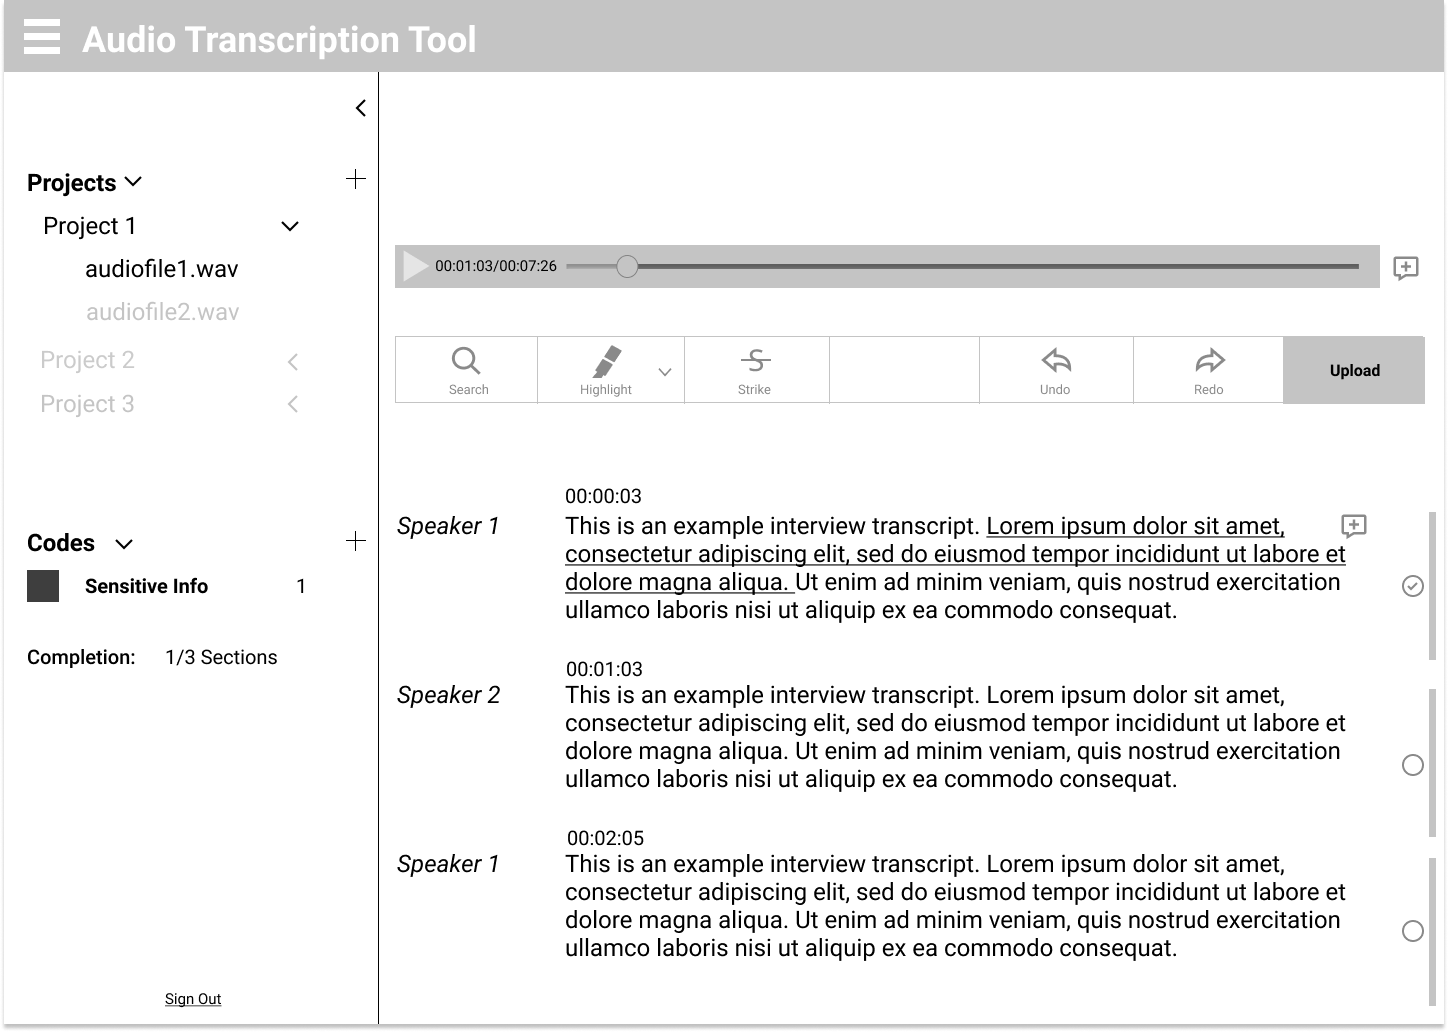 Audio Transcription Tool
Projects
Project 1
audiofile1.wav
audiofile2.wav
Project 2
Project 3
Codes
Sensitive Info 1
Completion: 1/3 Sections
Sign Out
00:01:03/00:07:26
Search
Highlight
Strike
Undo
Redo
Upload
00:00:03
Speaker 1
This is an example interview transcript. Lorem ipsum dolor sit amet,
consectetur adipiscing elit, sed do eiusmod tempor incididunt ut labore et
dolore magna aliqua. Ut enim ad minim veniam, quis nostrud exercitation
ullamco laboris nisi ut aliquip ex ea commodo consequat.
00:01:03
Speaker 2
This is an example interview transcript. Lorem ipsum dolor sit amet,
consectetur adipiscing elit, sed do eiusmod tempor incididunt ut labore et
dolore magna aliqua. Ut enim ad minim veniam, quis nostrud exercitation
ullamco laboris nisi ut aliquip ex ea commodo consequat.
00:02:05
Speaker 1
This is an example interview transcript. Lorem ipsum dolor sit amet,
consectetur adipiscing elit, sed do eiusmod tempor incididunt ut labore et
dolore magna aliqua. Ut enim ad minim veniam, quis nostrud exercitation
ullamco laboris nisi ut aliquip ex ea commodo consequat.